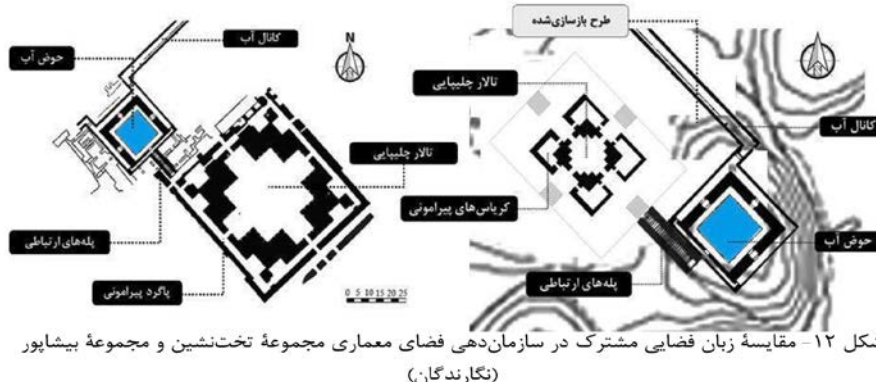 طرح بازسازی‌شده
تالار چلیپایی
کانال آب
کریاس‌های پیرامونی
حوض آب
پله‌های ارتباطی
کانال آب
حوض آب
N
تالار چلیپایی
پله‌های ارتباطی
پاگرد پیرامونی
0 5 10 15 20 25
شکل ۱۲- مقایسهٔ زبان فضایی مشترک در سازمان‌دهی فضای معماری مجموعهٔ تخت‌نشین و مجموعهٔ بیشاپور
(نگارندگان)